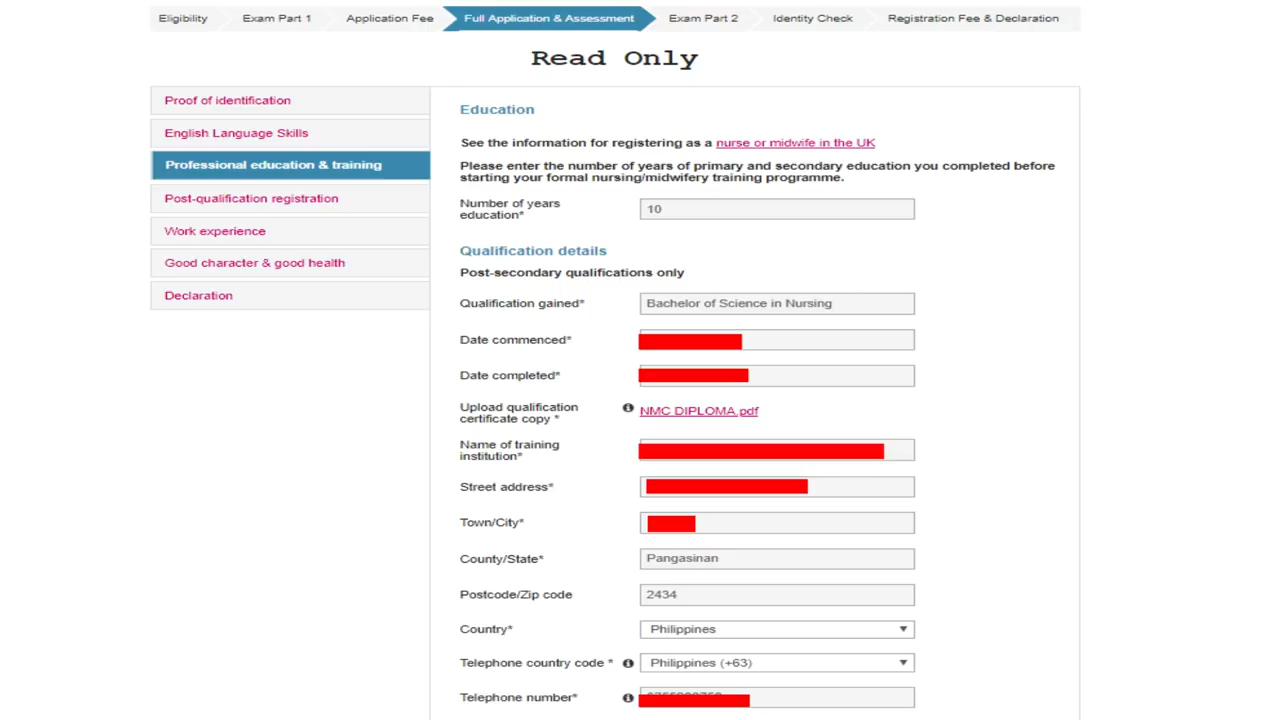 Eligibility Exam Part 1 Application Fee Full Application & Assessment Exam Part 2 Identity Check Registration Fee & Declaration
Read Only
Proof of identification
English Language Skills
Professional education & training
Post-qualification registration
Work experience
Good character & good health
Declaration
Education
See the information for registering as a nurse or midwife in the UK
Please enter the number of years of primary and secondary education you completed before
starting your formal nursing/midwifery training programme.
Number of years
education*
10
Qualification details
Post-secondary qualifications only
Qualification gained* Bachelor of Science in Nursing
Date commenced*
Date completed*
Upload qualification
certificate copy *
NMC DIPLOMA.pdf
Name of training
institution*
Street address*
Town/City*
County/State* Pangasinan
Postcode/Zip code 2434
Country* Philippines
Telephone country code * Philippines (+63)
Telephone number*